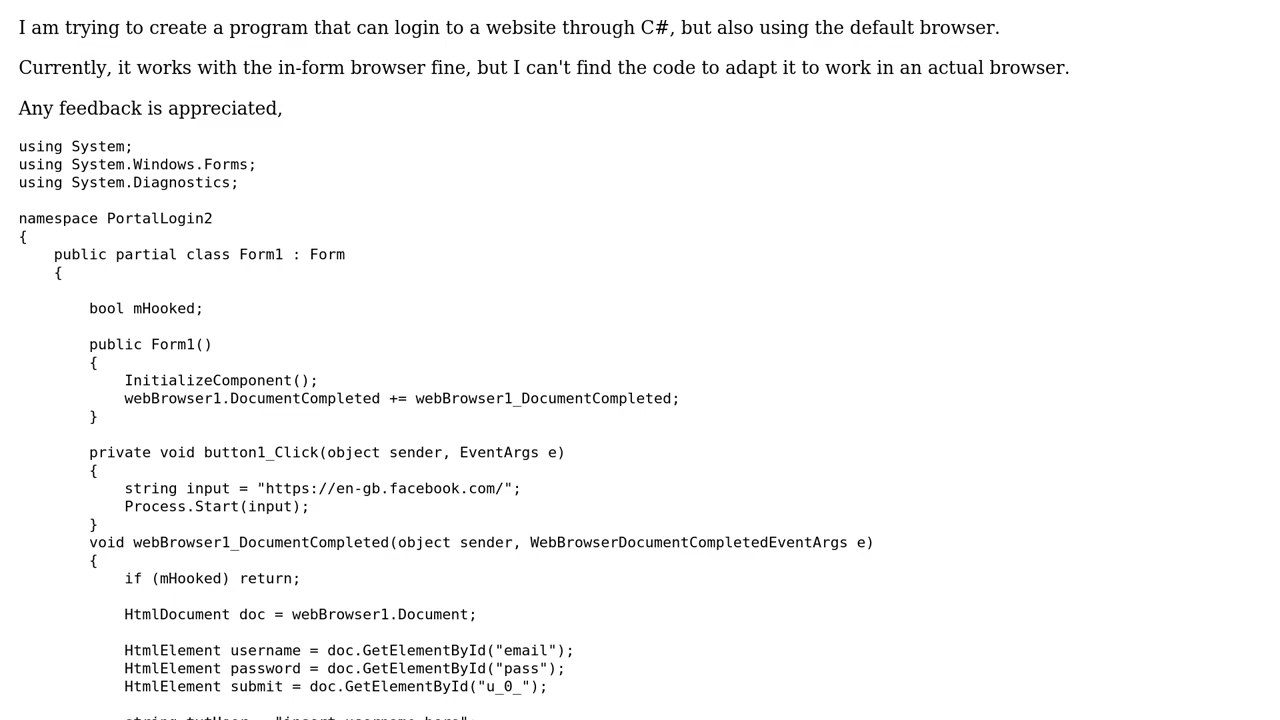 I am trying to create a program that can login to a website through C#, but also using the default browser.
Currently, it works with the in-form browser fine, but I can't find the code to adapt it to work in an actual browser.
Any feedback is appreciated,
using System;
using System.Windows.Forms;
using System.Diagnostics;
namespace PortalLogin2
{
    public partial class Form1 : Form
    {
        bool mHooked;
        public Form1()
        {
            InitializeComponent();
            webBrowser1.DocumentCompleted += webBrowser1_DocumentCompleted;
        }
        private void button1_Click(object sender, EventArgs e)
        {
            string input = "https://en-gb.facebook.com/";
            Process.Start(input);
        }
        void webBrowser1_DocumentCompleted(object sender, WebBrowserDocumentCompletedEventArgs e)
        {
            if (mHooked) return;
            HtmlDocument doc = webBrowser1.Document;
            HtmlElement username = doc.GetElementById("email");
            HtmlElement password = doc.GetElementById("pass");
            HtmlElement submit = doc.GetElementById("u_0_");